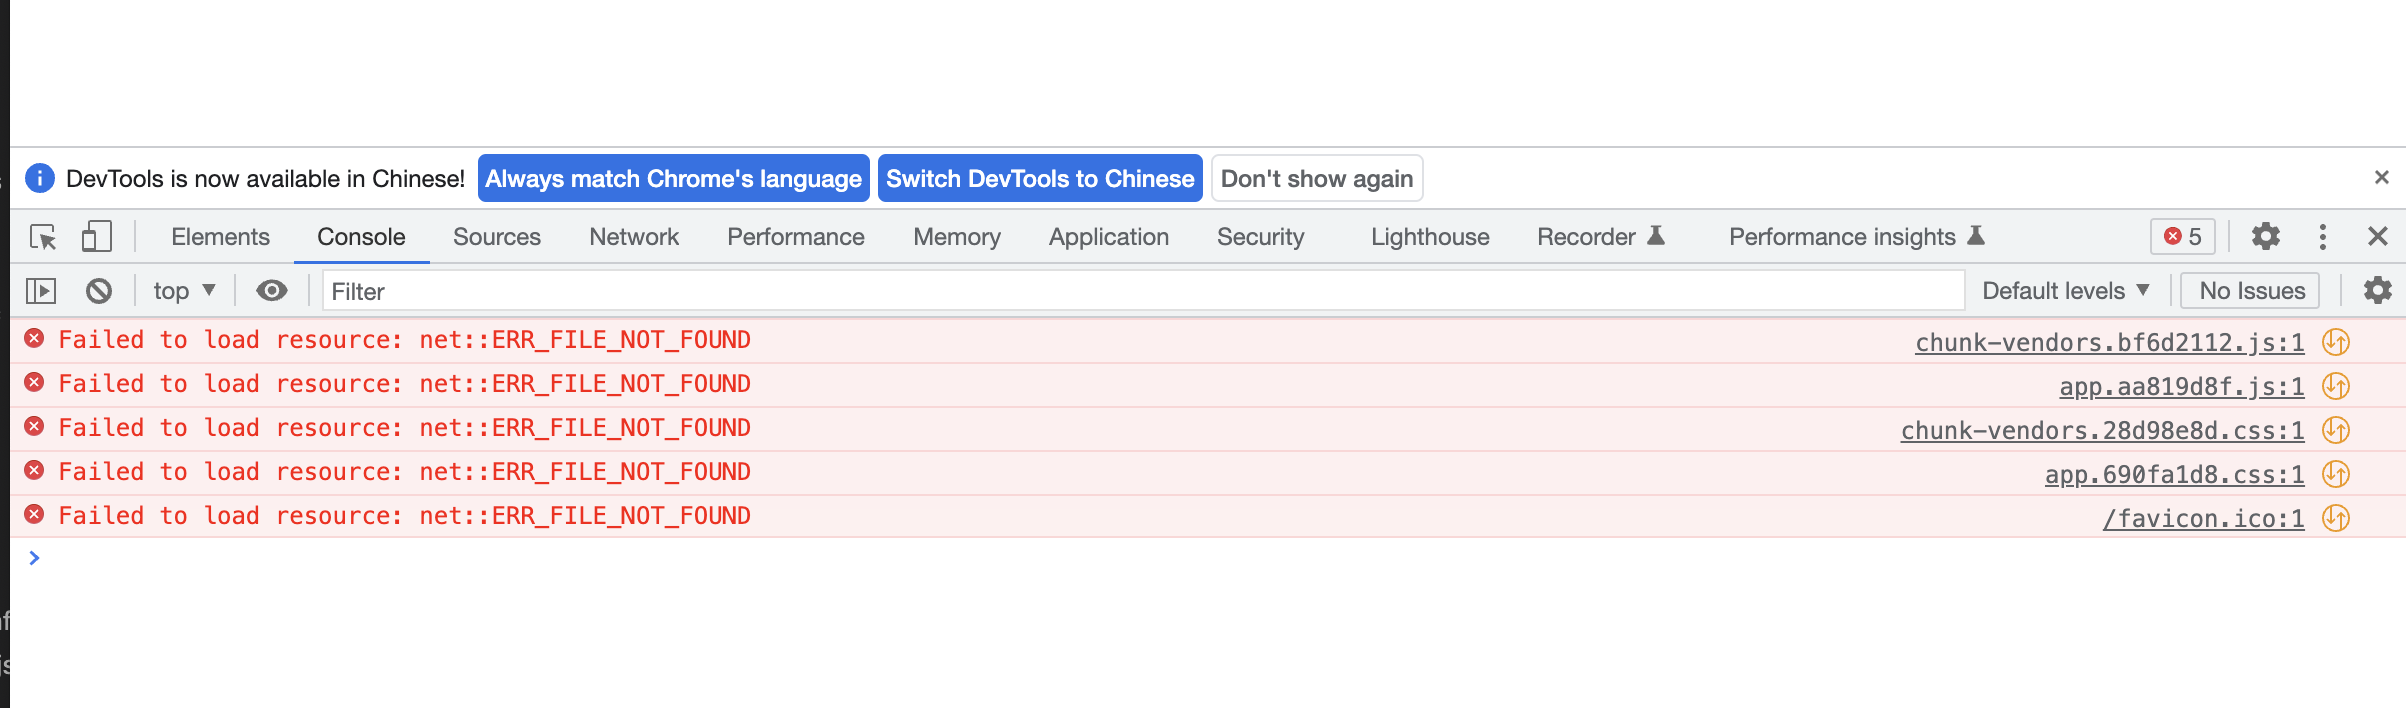 DevTools is now available in Chinese! Always match Chrome's language Switch DevTools to Chinese Don't show again
Elements Console Sources Network Performance Memory Application Security Lighthouse Recorder Performance insights 5
top Filter Default levels No Issues
Failed to load resource: net::ERR_FILE_NOT_FOUND chunk-vendors.bf6d2112.js:1
Failed to load resource: net::ERR_FILE_NOT_FOUND app.aa819d8f.js:1
Failed to load resource: net::ERR_FILE_NOT_FOUND chunk-vendors.28d98e8d.css:1
Failed to load resource: net::ERR_FILE_NOT_FOUND app.690fa1d8.css:1
Failed to load resource: net::ERR_FILE_NOT_FOUND /favicon.ico:1